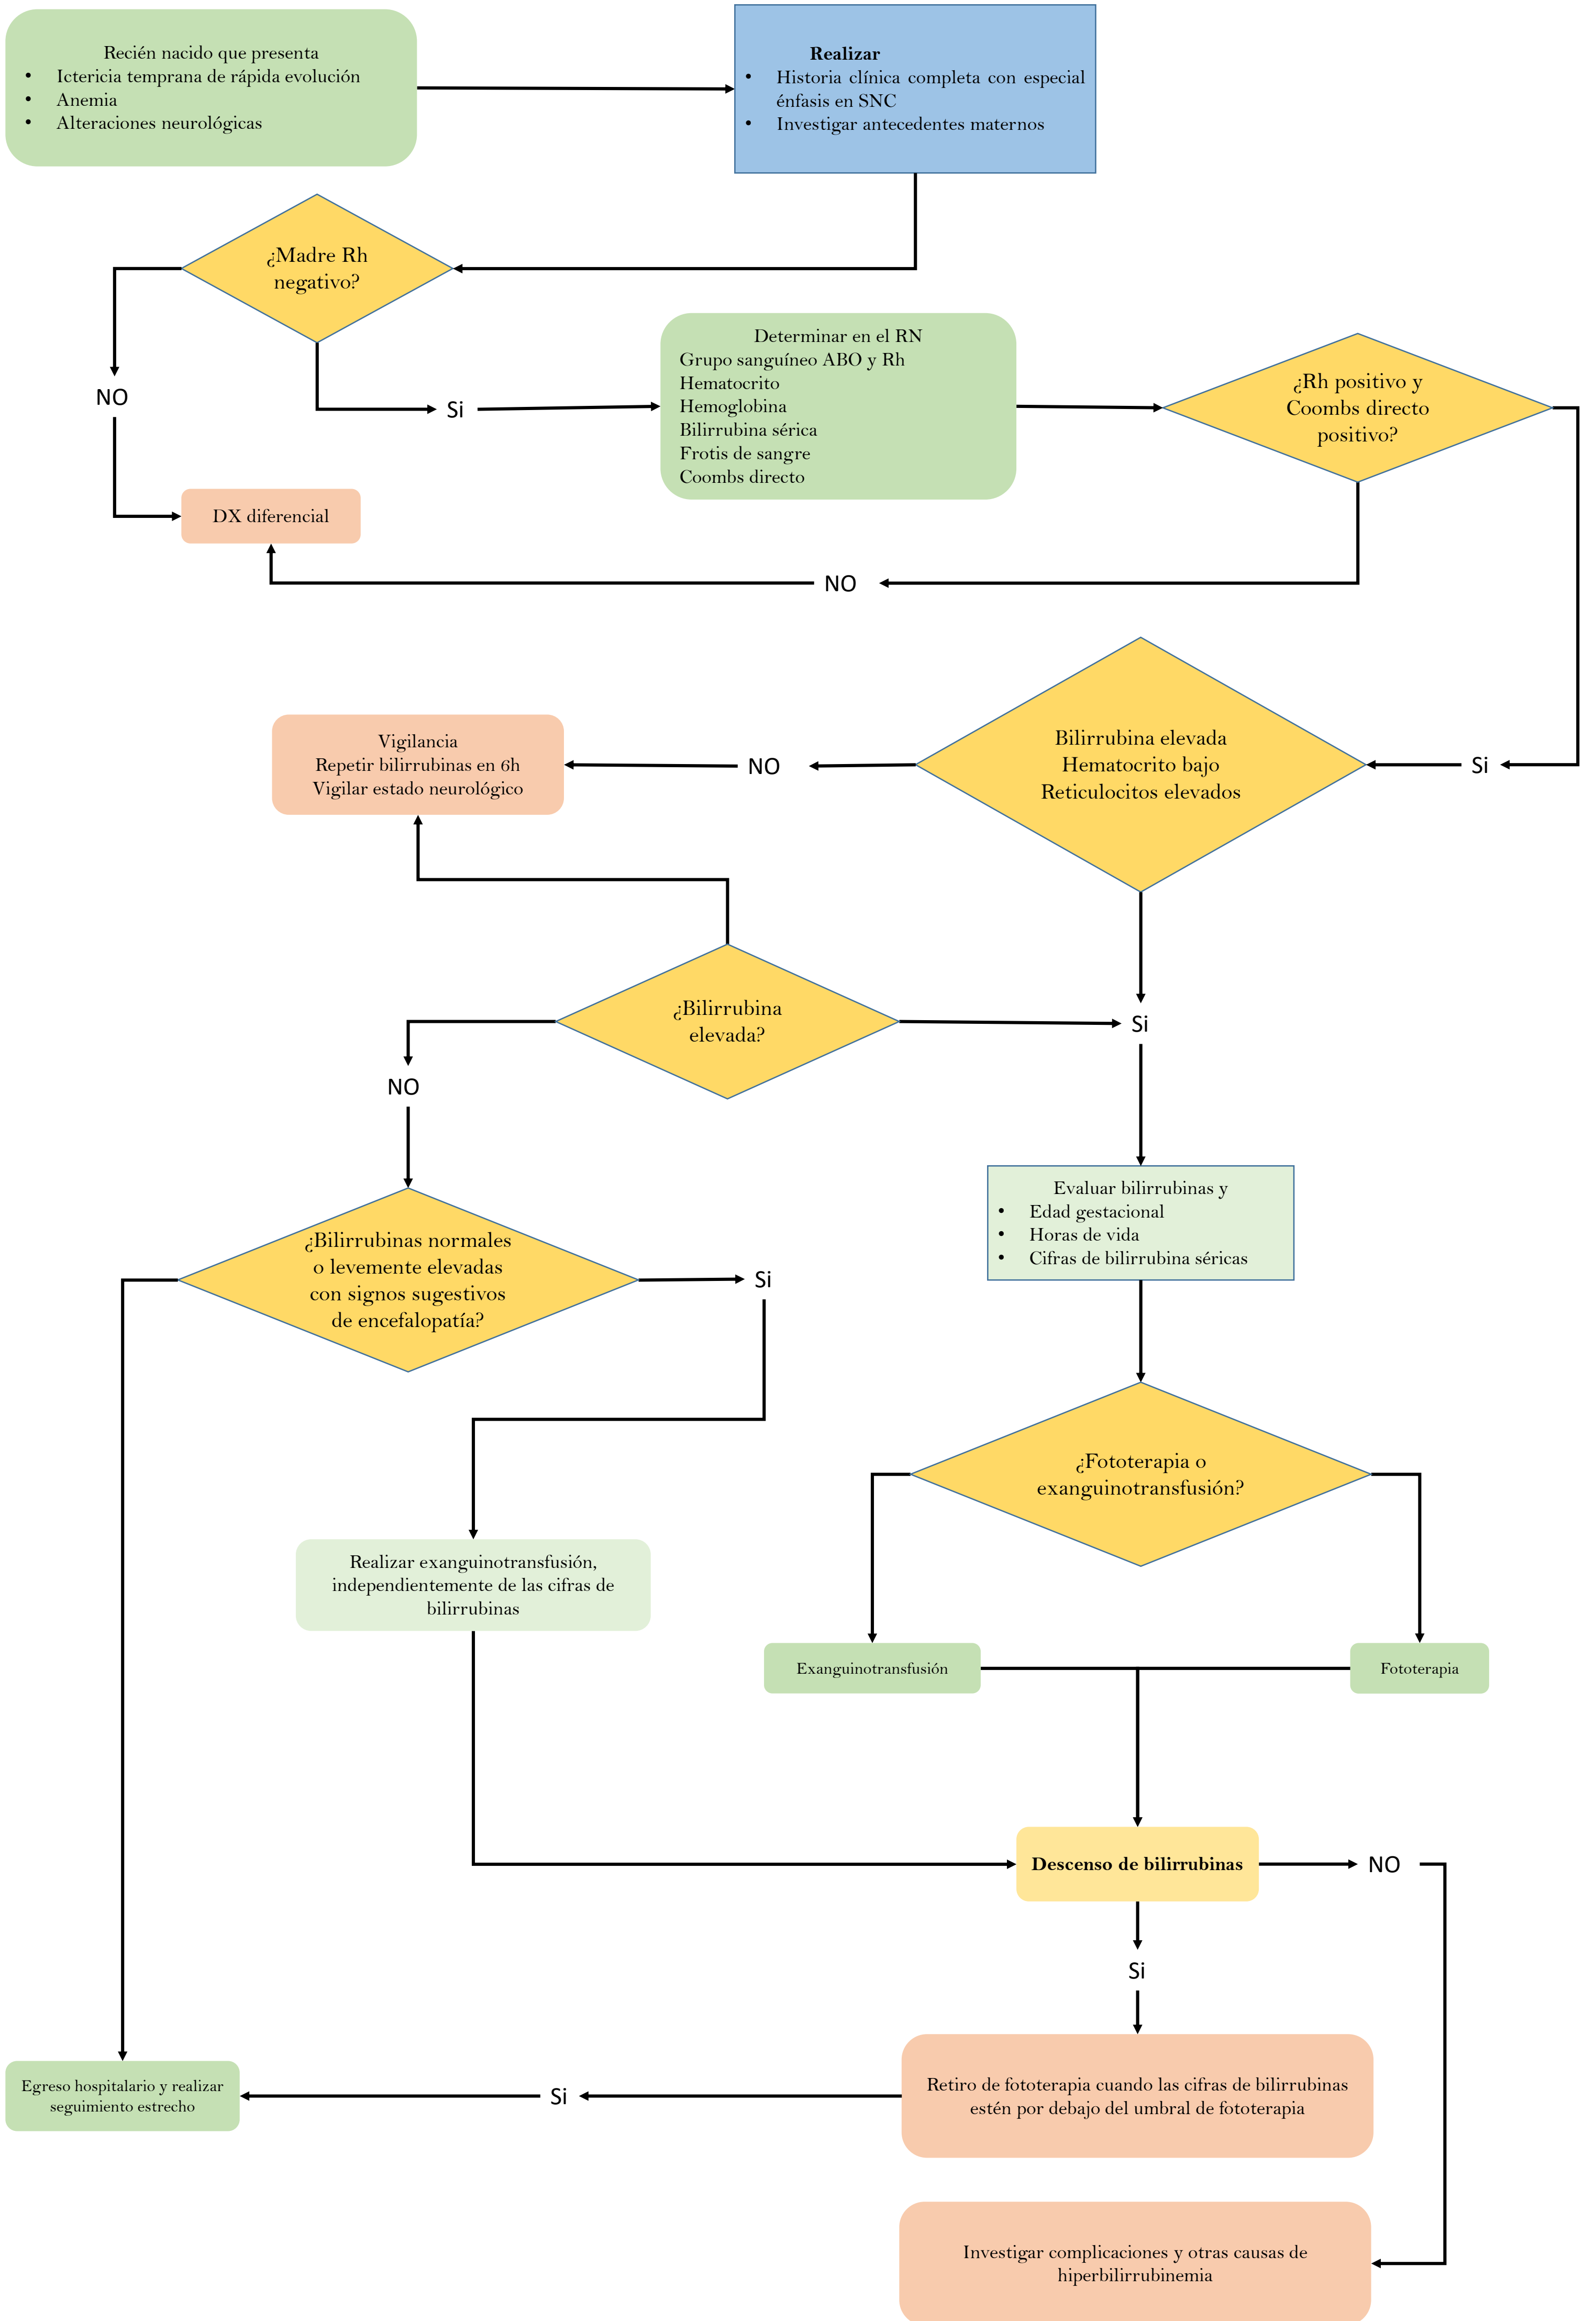 Recién nacido que presenta
• Ictericia temprana de rápida evolución
• Anemia
• Alteraciones neurológicas
Realizar
• Historia clínica completa con especial
énfasis en SNC
• Investigar antecedentes maternos
¿Madre Rh
negativo?
NO
Si
Determinar en el RN
Grupo sanguíneo ABO y Rh
Hematocrito
Hemoglobina
Bilirrubina sérica
Frotis de sangre
Coombs directo
¿Rh positivo y
Coombs directo
positivo?
DX diferencial
NO
Vigilancia
Repetir bilirrubinas en 6h
Vigilar estado neurológico
NO
Bilirrubina elevada
Hematocrito bajo
Reticulocitos elevados
Si
¿Bilirrubina
elevada?
Si
NO
¿Bilirrubinas normales
o levemente elevadas
con signos sugestivos
de encefalopatía?
Si
Evaluar bilirrubinas y
• Edad gestacional
• Horas de vida
• Cifras de bilirrubina séricas
¿Fototerapia o
exanguinotransfusión?
Realizar exanguinotransfusión,
independientemente de las cifras de
bilirrubinas
Exanguinotransfusión
Fototerapia
Descenso de bilirrubinas
NO
Si
Egreso hospitalario y realizar
seguimiento estrecho
Si
Retiro de fototerapia cuando las cifras de bilirrubinas
estén por debajo del umbral de fototerapia
Investigar complicaciones y otras causas de
hiperbilirrubinemia